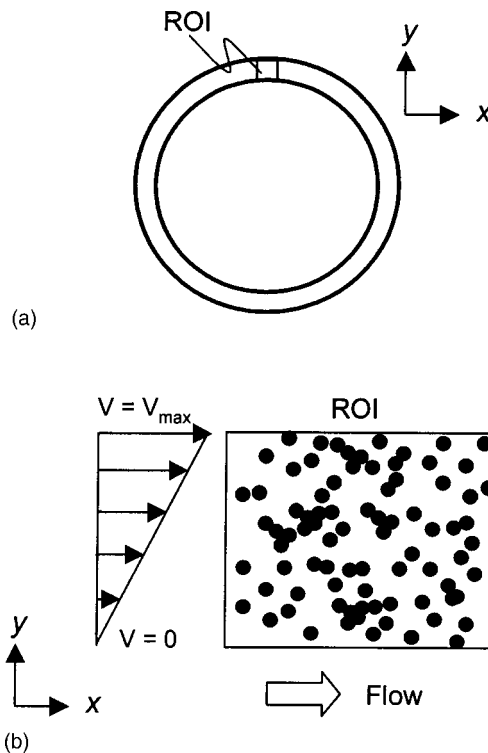 ROI
y
x
(a)
V = Vmax
ROI
V = 0
y
x
Flow
(b)